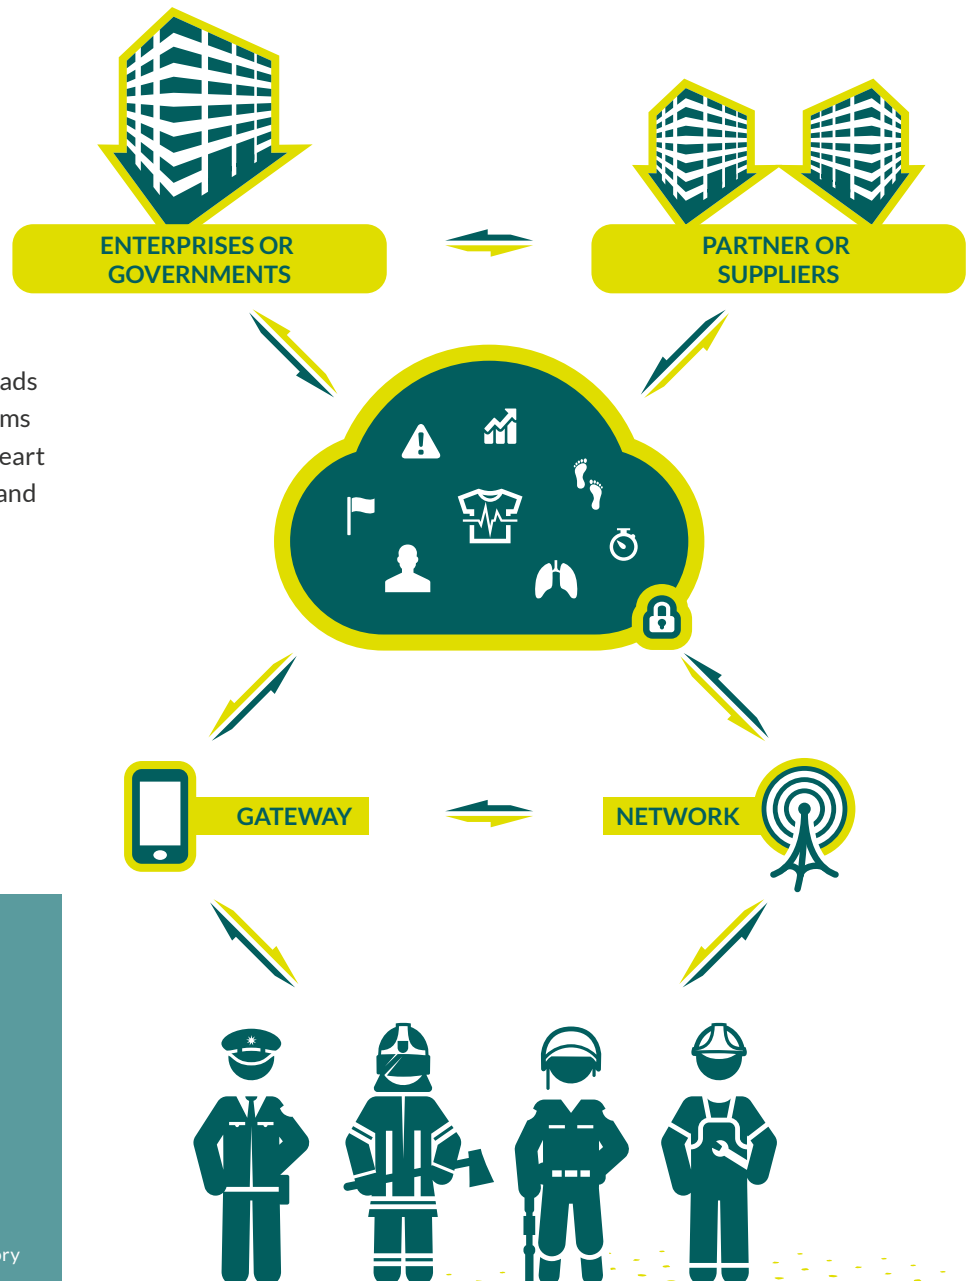 ENTERPRISES OR
GOVERNMENTS
PARTNER OR
SUPPLIERS
ads
ms
eart
and
GATEWAY
NETWORK
ory